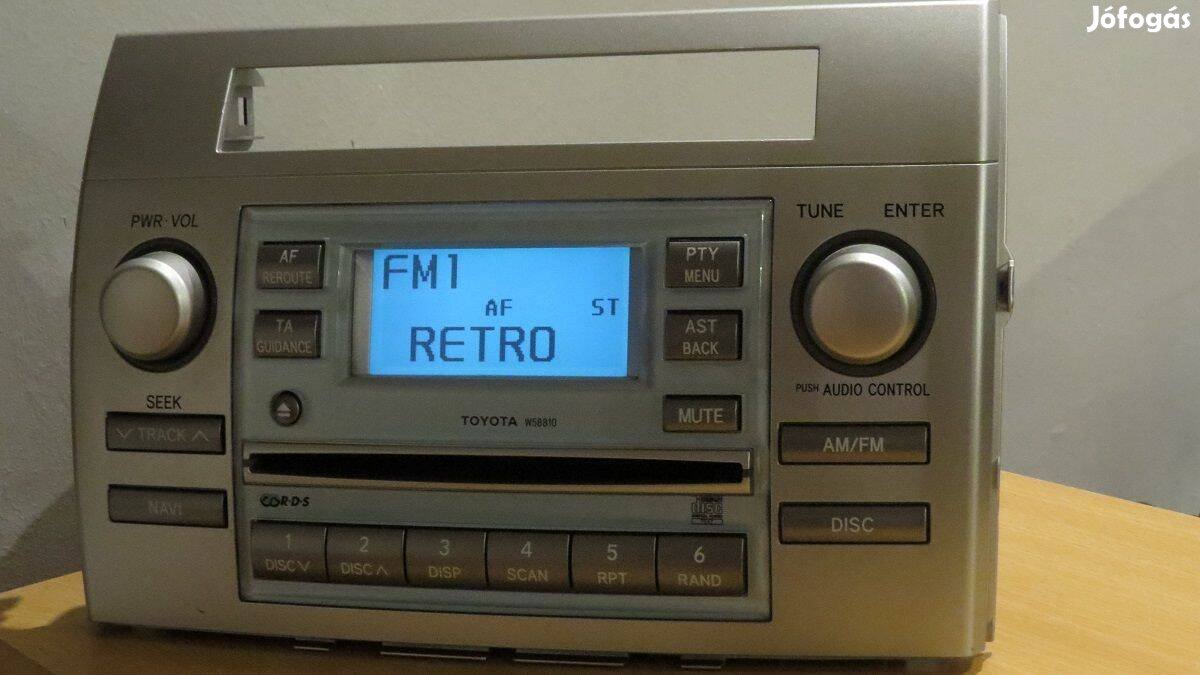 Jófogás
PWR·VOL
TUNE ENTER
AF
REROUTE
FM1
AF ST
RETRO
PTY
MENU
TA
GUIDANCE
AST
BACK
PUSH AUDIO CONTROL
SEEK
TRACK
TOYOTA W58810
MUTE
AM/FM
NAVI
R·D·S
DISC
1 2 3 4 5 6
DISC DISC DISP SCAN RPT RAND
DISC